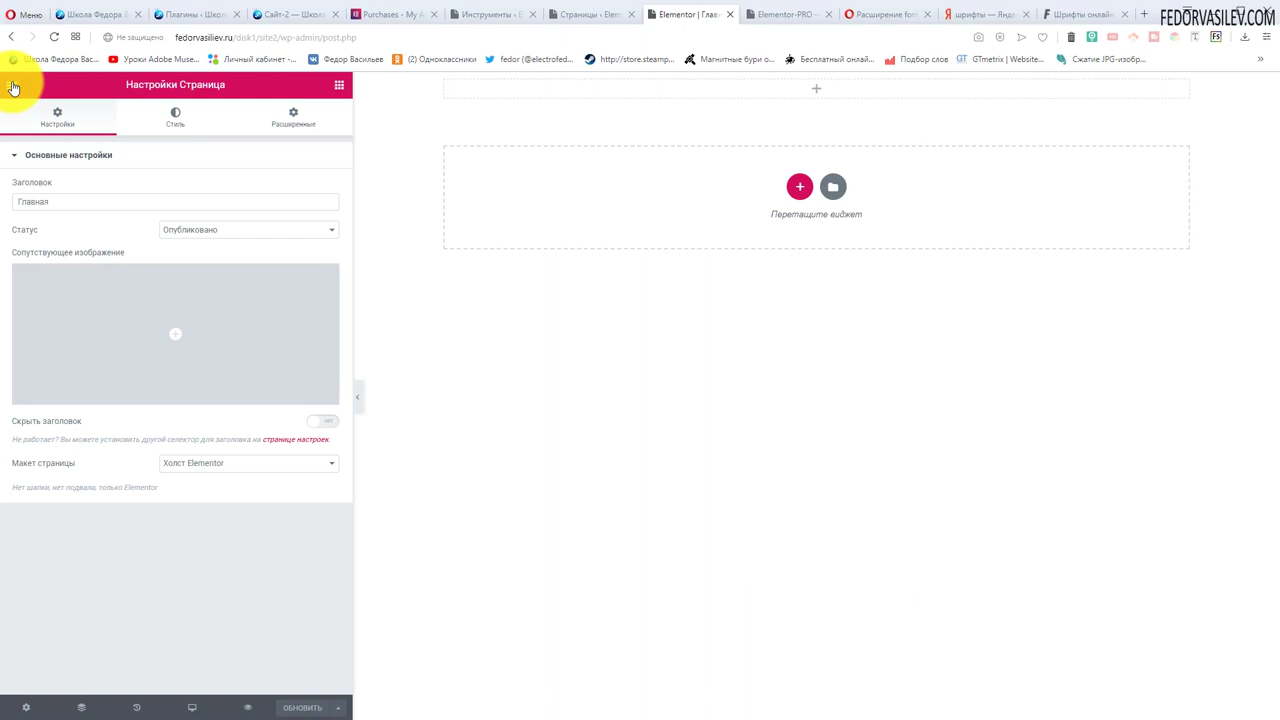 Меню
Школа Федора Ва
Плагины ‹ Школа
Сайт-2 — Школа
Purchases - My A
Инструменты ‹ E
Страницы ‹ Elem
Elementor | Глав
Elementor-PRO –
Расширение font
шрифты — Янде
Шрифты онлайн
FEDORVASILEV.COM
Не защищено
fedorvasiliev.ru/disk1/site2/wp-admin/post.php
Школа Федора Вас...
Уроки Adobe Muse...
Личный кабинет -...
Федор Васильев
(2) Одноклассники
fedor (@electrofed...
http://store.steamp...
Магнитные бури о...
Бесплатный онлай...
Подбор слов
GTmetrix | Website...
Сжатие JPG-изобр...
»
Настройки Страница
Настройки
Стиль
Расширенные
Основные настройки
Заголовок
Главная
Статус
Опубликовано
Сопутствующее изображение
Скрыть заголовок
НЕТ
Не работает? Вы можете установить другой селектор для заголовка на странице настроек.
Макет страницы
Холст Elementor
Нет шапки, нет подвала, только Elementor
ОБНОВИТЬ
Перетащите виджет